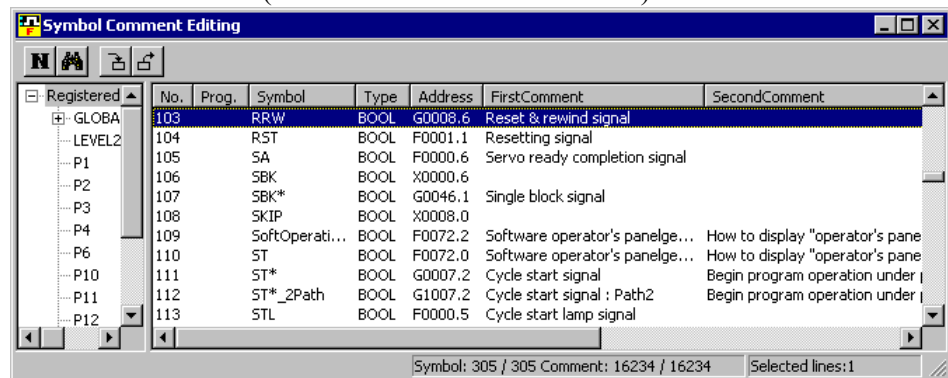 Symbol Comment Editing
N
Registered
GLOBA
LEVEL2
P1
P2
P3
P4
P6
P10
P11
P12
No. Prog. Symbol Type Address FirstComment SecondComment
103 RRW BOOL G0008.6 Reset & rewind signal
104 RST BOOL F0001.1 Resetting signal
105 SA BOOL F0000.6 Servo ready completion signal
106 SBK BOOL X0000.6
107 SBK* BOOL G0046.1 Single block signal
108 SKIP BOOL X0008.0
109 SoftOperati... BOOL F0072.2 Software operator's panelge... How to display "operator's pane
110 ST BOOL F0072.0 Software operator's panelge... How to display "operator's pane
111 ST* BOOL G0007.2 Cycle start signal Begin program operation under
112 ST*_2Path BOOL G1007.2 Cycle start signal : Path2 Begin program operation under
113 STL BOOL F0000.5 Cycle start lamp signal
Symbol: 305 / 305 Comment: 16234 / 16234 Selected lines:1